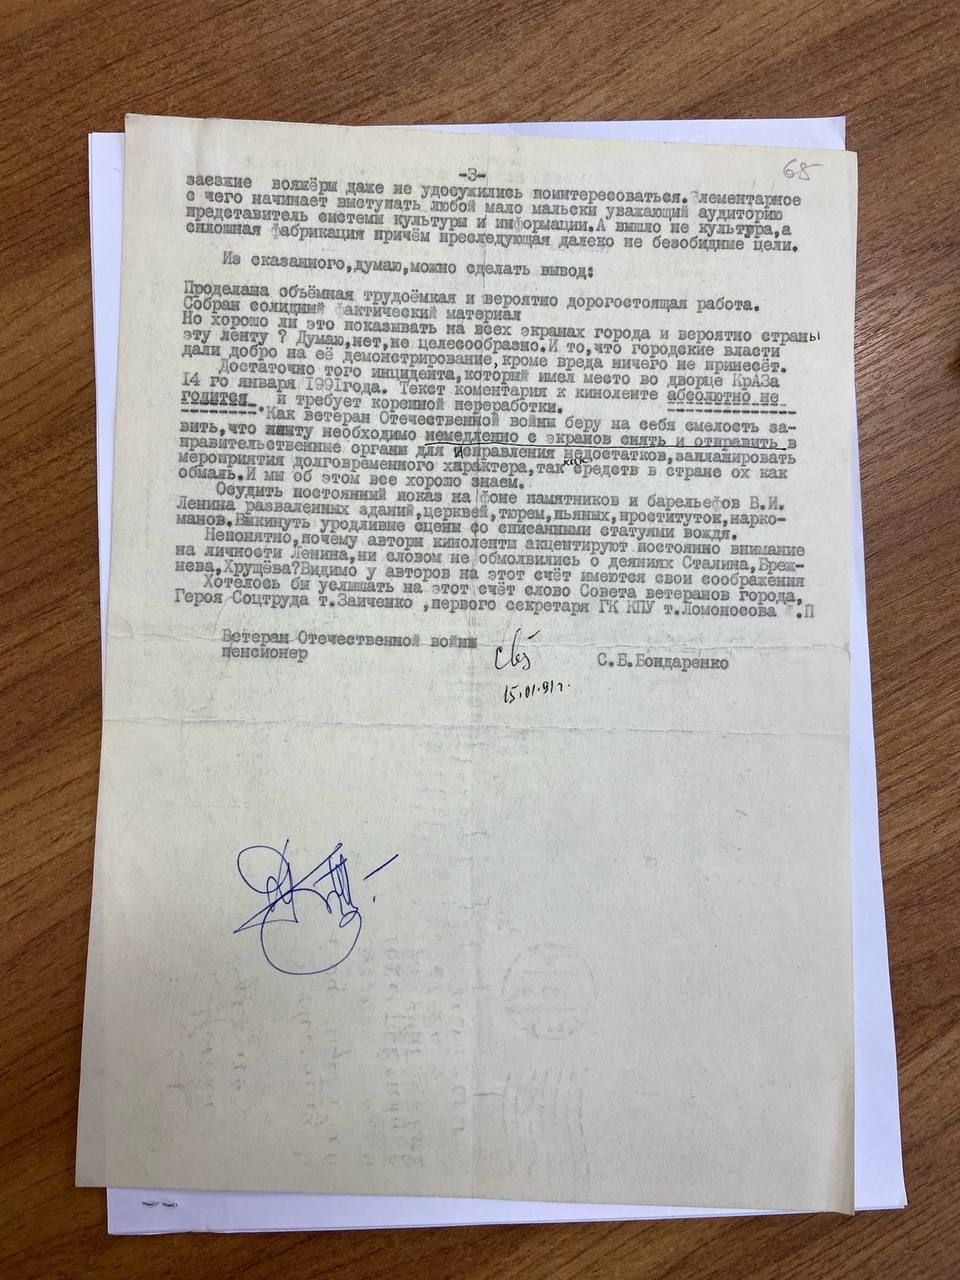 -3-
65
заезжие вояжёры даже не удосужились поинтересоваться. лементарное
с чего начинает выступать любой мало мальски уважающий аудиторию
представитель системы культуры и информации.А вышло не культура,а
сплошная фабрикация причём преследующая далеко не безобидные цели.
Из сказанного,думаю,можно сделать вывод:
Проделана объёмная трудоёмкая и вероятно дорогостоящая работа.
Собран солидний фактический материал
Но хорошо ли это показывать на всех экранах города и вероятно страны
эту ленту ? Думаю,нет,не целесообразно.И то,что городские власти
дали добро на её демонстрирование,кроме вреда ничего не принесёт.
Достаточно того инцидента,который имел место во дворце КрАЗа
14 го января 1991года. Текст коментария к киноленте абсолютно не
годится и требует коренной переработки.
Как ветеран Отечественной войны беру на себя смелость за-
вить,что ленту необходимо немедленно с экранов снять и отправить в
правительственные органы для исправления недостатков,запланировать
мероприятия долговременного характера,так как средств в стране ох как
обмаль.И мы об этом все хорошо знаем.
Осудить постоянний показ на фоне памятников и барельефов В.И.
Ленина разваленных зданий,церквей,тюрем,пьяных,проституток,нарко-
манов.Выкинуть уродливые сцены со списанными статуями вождя.
Непонятно,почему авторы киноленты акцентируют постоянно внимание
на личности Ленина,ни словом не обмолвились о деяниях Сталина,Бреж-
нева,Хрущёва?Видимо у авторов на этот счёт имеются свои соображения
Хотелось бы услишать на этот счёт слово Совета ветеранов города,
Героя Соцтруда т.Заиченко ,первого секретаря ГК КПУ т.Ломоносова .П
Ветеран Отечественной войны
пенсионер
С.Б.Бондаренко
15.01.91г.